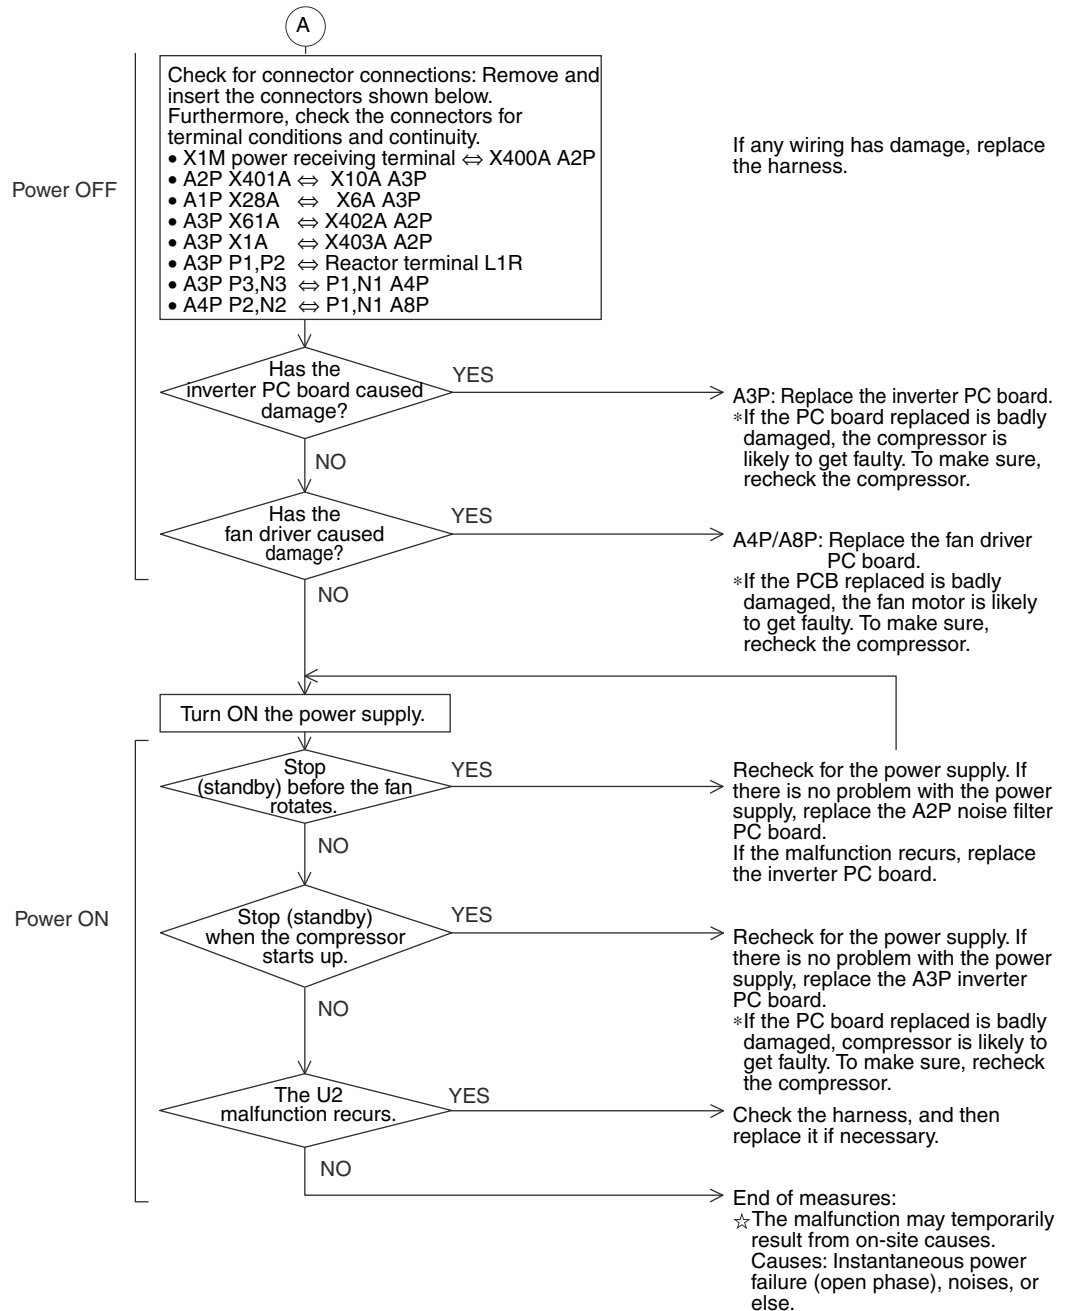 A
Check for connector connections: Remove and
insert the connectors shown below.
Furthermore, check the connectors for
terminal conditions and continuity.
• X1M power receiving terminal ⇔ X400A A2P
• A2P X401A ⇔ X10A A3P
• A1P X28A ⇔ X6A A3P
• A3P X61A ⇔ X402A A2P
• A3P X1A ⇔ X403A A2P
• A3P P1,P2 ⇔ Reactor terminal L1R
• A3P P3,N3 ⇔ P1,N1 A4P
• A4P P2,N2 ⇔ P1,N1 A8P
If any wiring has damage, replace
the harness.
Power OFF
Has the
inverter PC board caused
damage?
YES
NO
A3P: Replace the inverter PC board.
*If the PC board replaced is badly
damaged, the compressor is
likely to get faulty. To make sure,
recheck the compressor.
Has the
fan driver caused
damage?
YES
NO
A4P/A8P: Replace the fan driver
PC board.
*If the PCB replaced is badly
damaged, the fan motor is likely
to get faulty. To make sure,
recheck the compressor.
Turn ON the power supply.
Power ON
Stop
(standby) before the fan
rotates.
YES
NO
Recheck for the power supply. If
there is no problem with the power
supply, replace the A2P noise filter
PC board.
If the malfunction recurs, replace
the inverter PC board.
Stop (standby)
when the compressor
starts up.
YES
NO
Recheck for the power supply. If
there is no problem with the power
supply, replace the A3P inverter
PC board.
*If the PC board replaced is badly
damaged, compressor is likely to
get faulty. To make sure, recheck
the compressor.
The U2
malfunction recurs.
YES
NO
Check the harness, and then
replace it if necessary.
End of measures:
☆The malfunction may temporarily
result from on-site causes.
Causes: Instantaneous power
failure (open phase), noises, or
else.